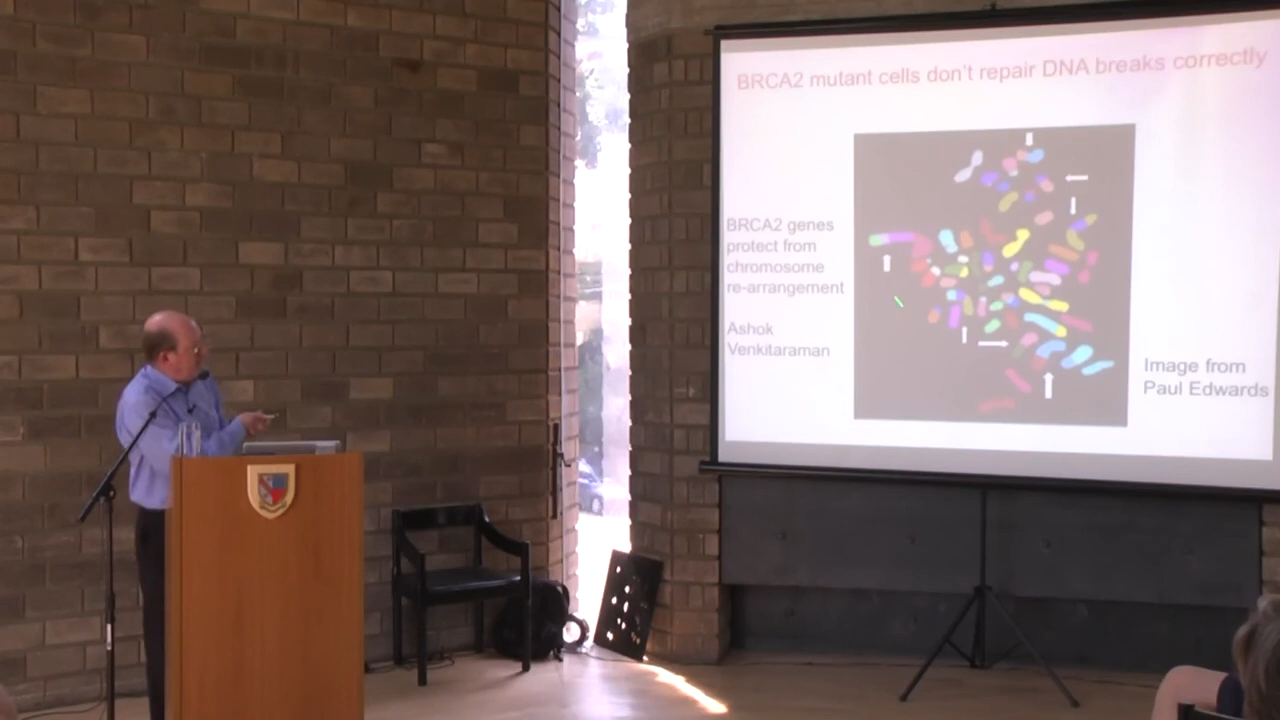 BRCA2 mutant cells don't repair DNA breaks correctly
BRCA2 genes
protect from
chromosome
re-arrangement
Ashok
Venkitaraman
Image from
Paul Edwards